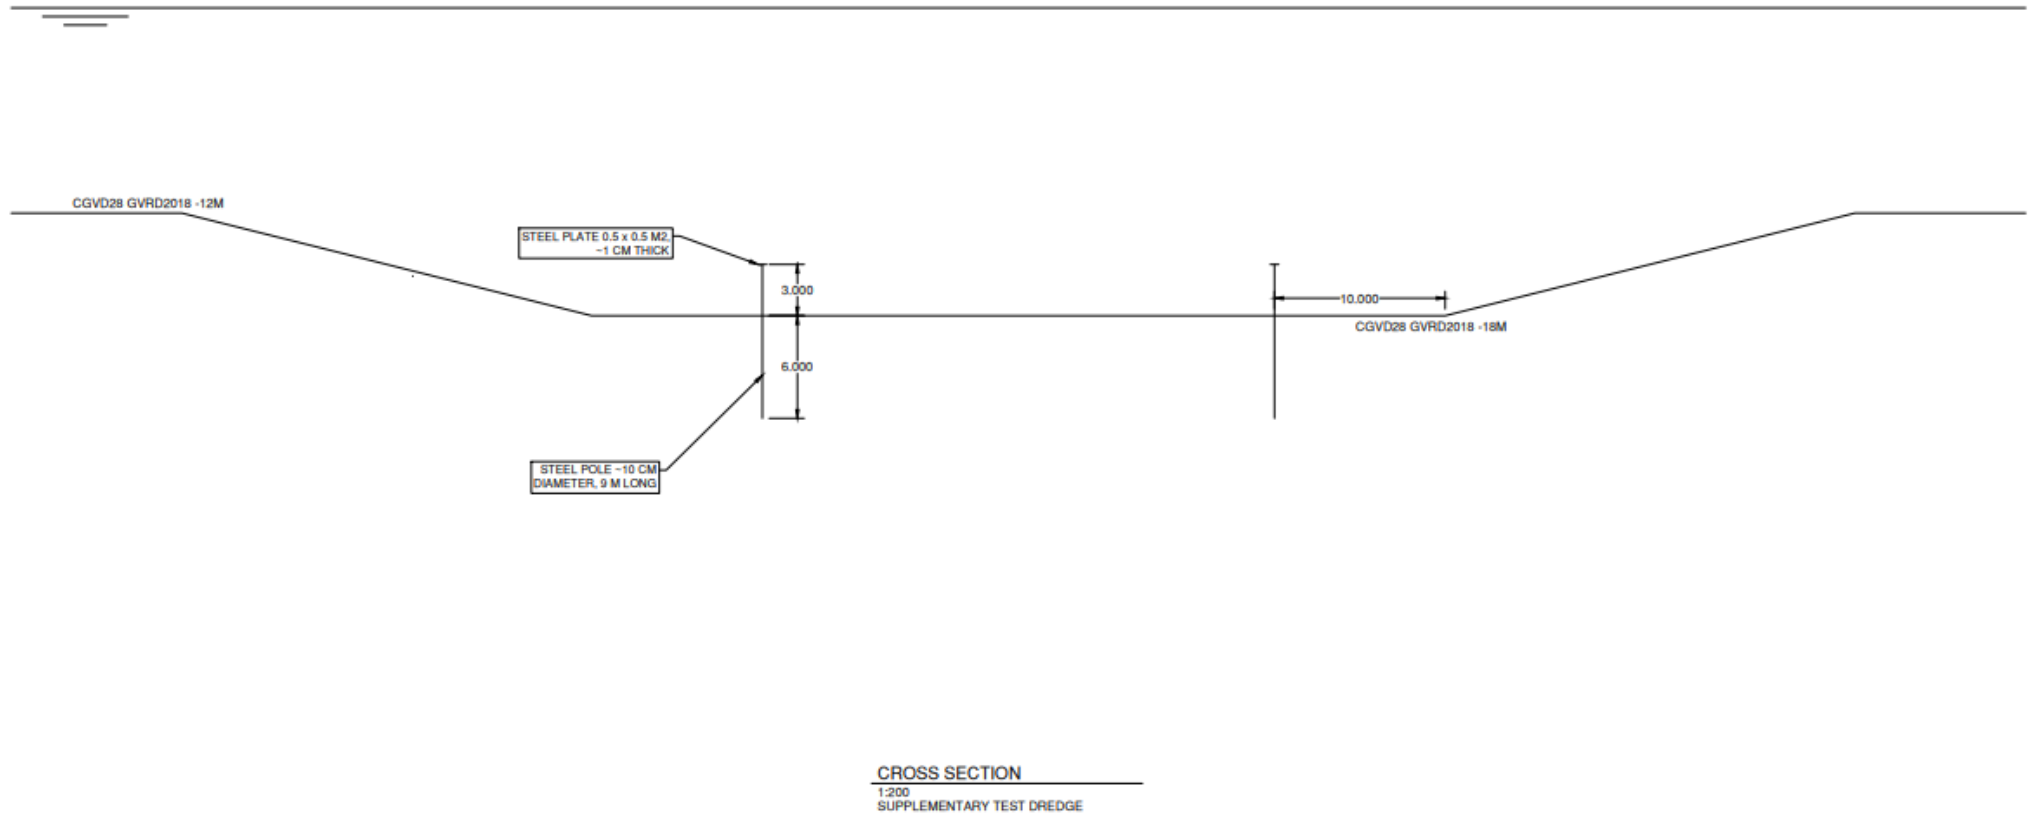 CGVD28 GVRD2018 -12M
STEEL PLATE 0.5 x 0.5 M2,
~1 CM THICK
3.000
10.000
CGVD28 GVRD2018 -18M
6.000
STEEL POLE ~10 CM
DIAMETER, 9 M LONG
CROSS SECTION
1:200
SUPPLEMENTARY TEST DREDGE